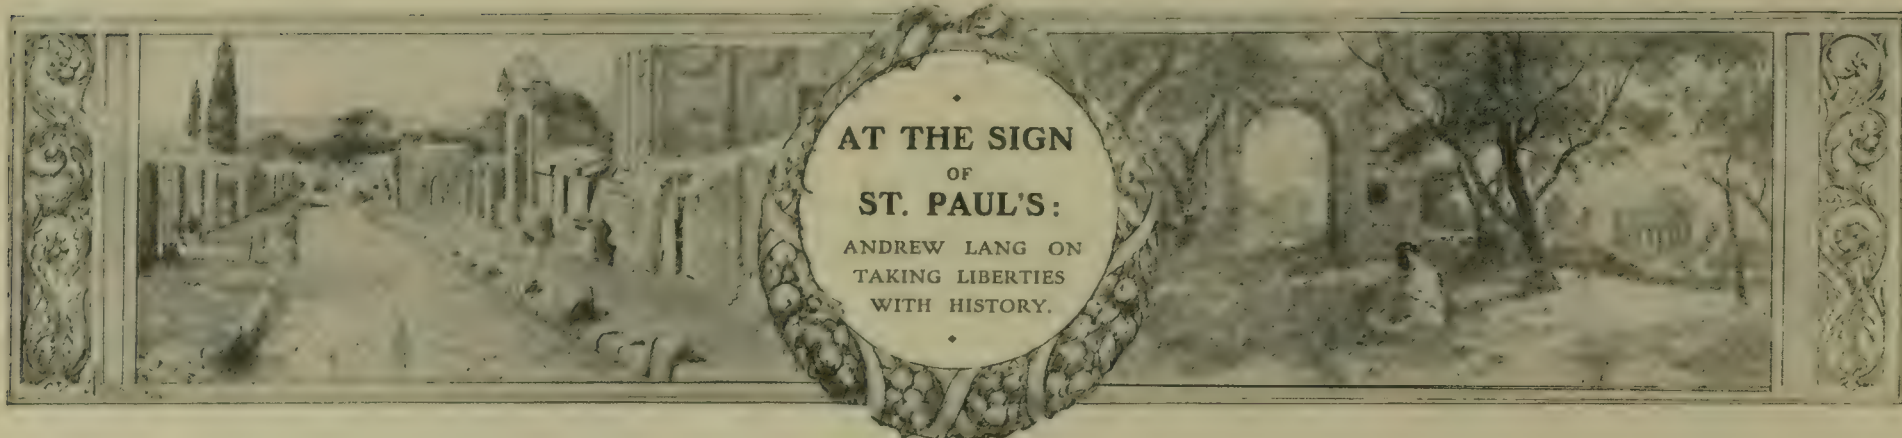 AT THE SIGN
OF
ST. PAUL'S:
ANDREW LANG ON
TAKING LIBERTIES
WITH HISTORY.